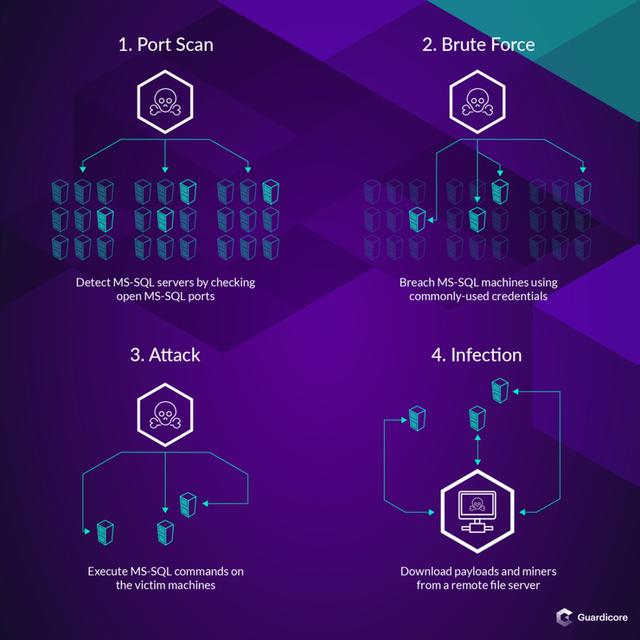 1. Port Scan
2. Brute Force
Detect MS-SQL servers by checking
open MS-SQL ports
Breach MS-SQL machines using
commonly-used credentials
3. Attack
4. Infection
Execute MS-SQL commands on
the victim machines
Download payloads and miners
from a remote file server
Guardicore